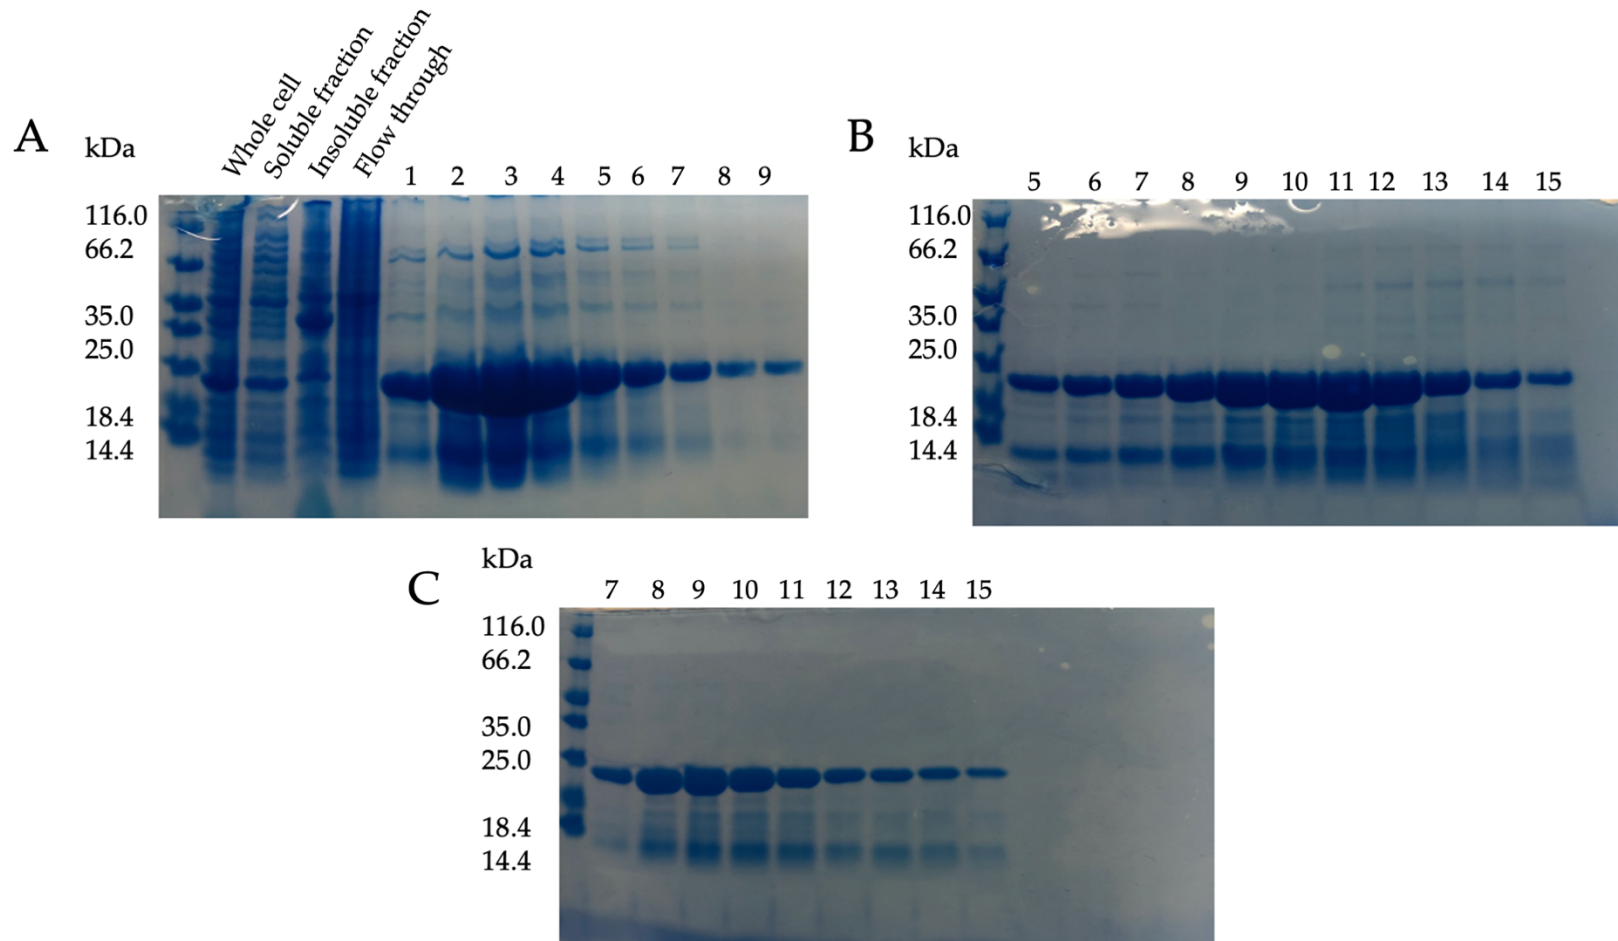 A
kDa
Whole cell
Soluble fraction
Insoluble fraction
Flow through
1 2 3 4 5 6 7 8 9
116.0
66.2
35.0
25.0
18.4
14.4
B
kDa
5 6 7 8 9 10 11 12 13 14 15
116.0
66.2
35.0
25.0
18.4
14.4
C
kDa
7 8 9 10 11 12 13 14 15
116.0
66.2
35.0
25.0
18.4
14.4